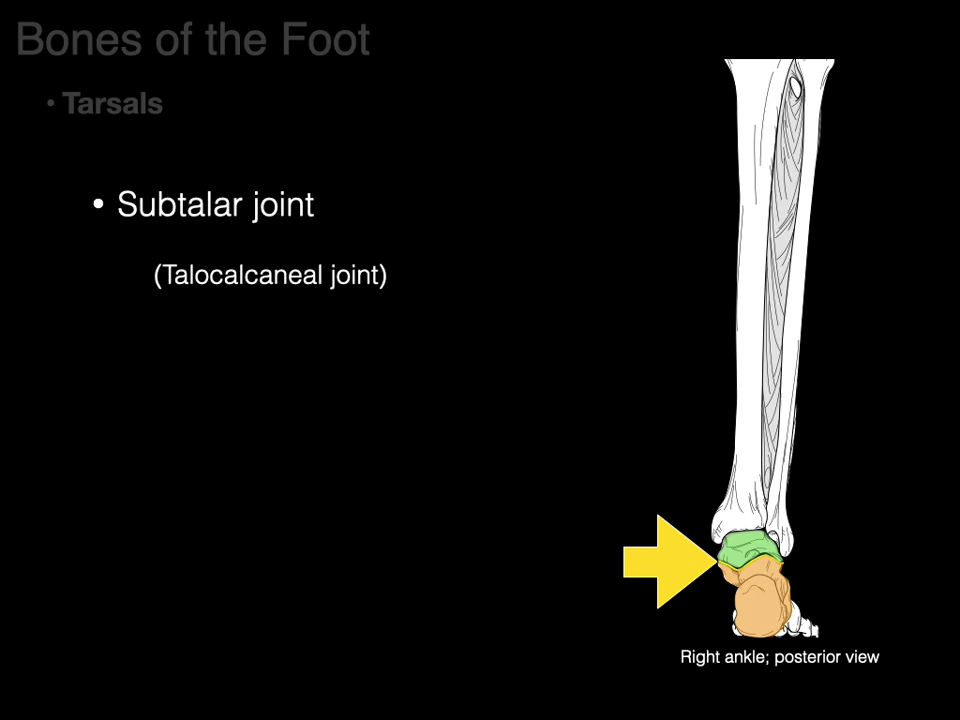 Bones of the Foot
• Tarsals
• Subtalar joint
(Talocalcaneal joint)
Right ankle; posterior view